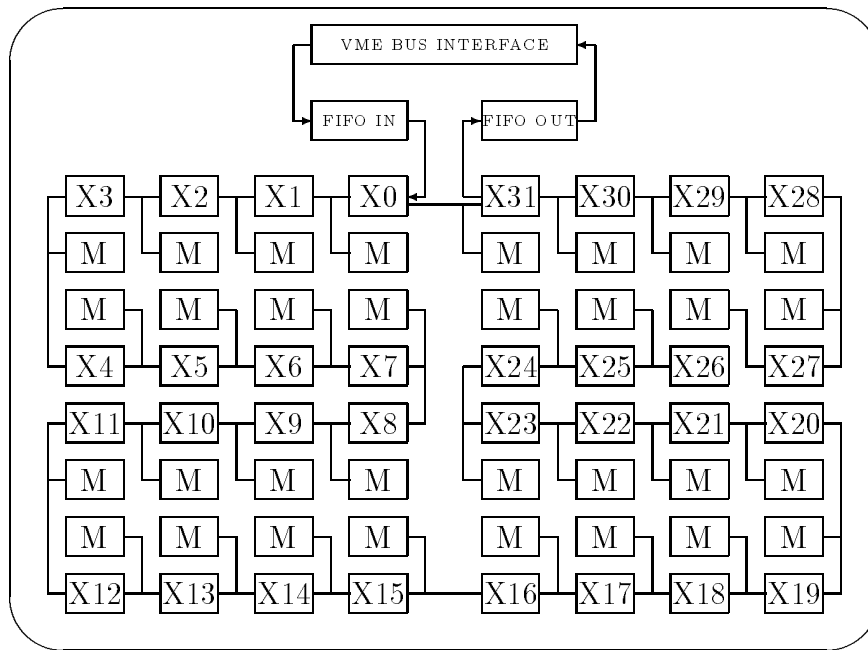 VME BUS INTERFACE
FIFO IN FIFO OUT
X3 X2 X1 X0 X31 X30 X29 X28
M M M M M M M M
M M M M M M M M
X4 X5 X6 X7 X24 X25 X26 X27
X11 X10 X9 X8 X23 X22 X21 X20
M M M M M M M M
M M M M M M M M
X12 X13 X14 X15 X16 X17 X18 X19